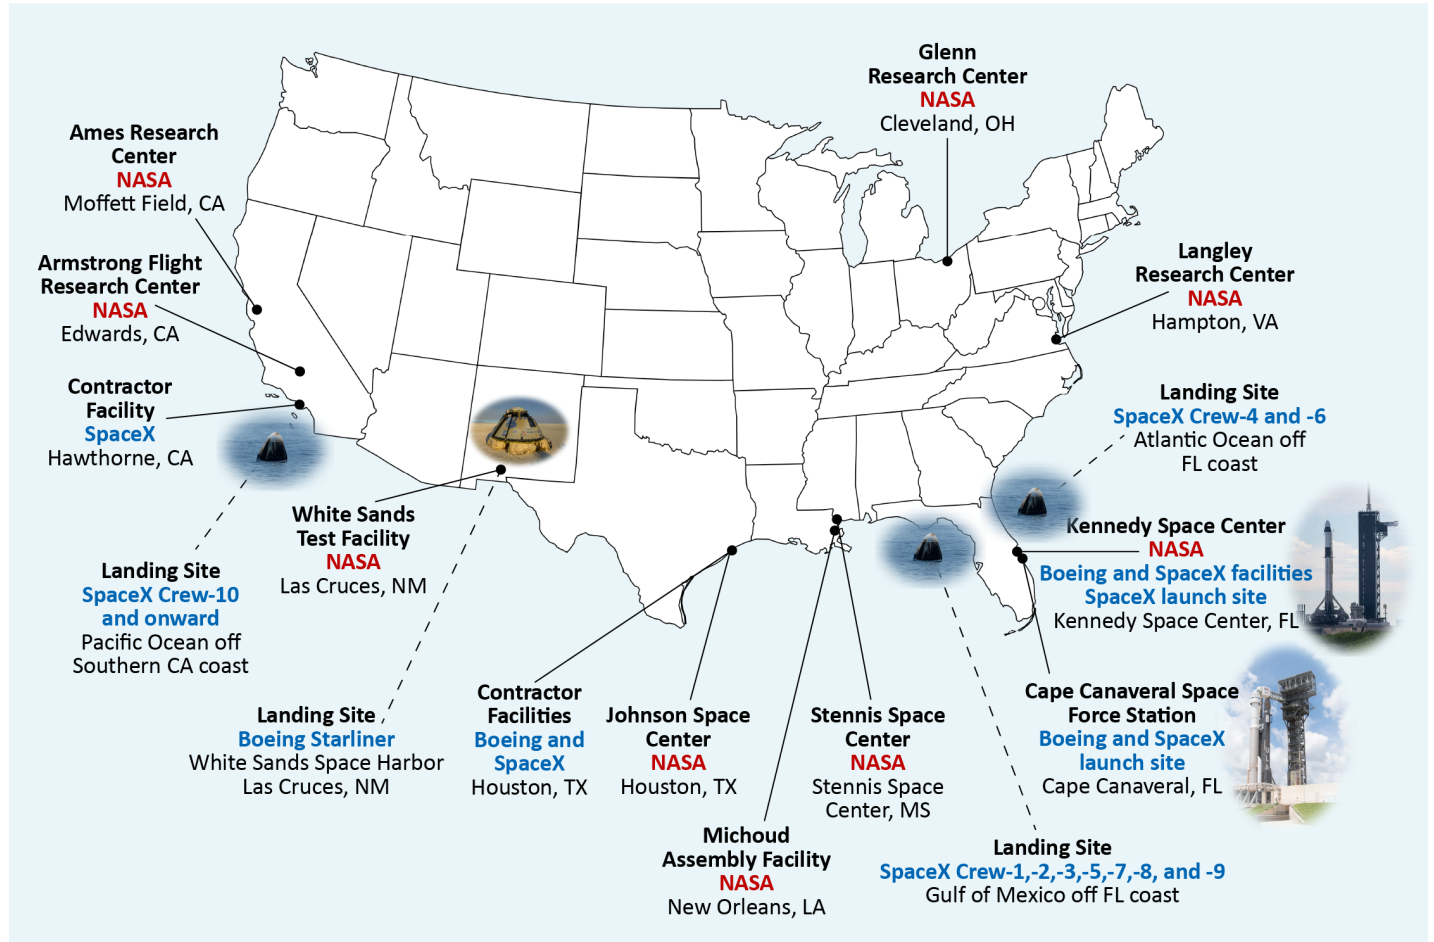 Glenn
Research Center
NASA
Cleveland, OH
Ames Research
Center
NASA
Moffett Field, CA
Armstrong Flight
Research Center
NASA
Edwards, CA
Contractor
Facility
SpaceX
Hawthorne, CA
Langley
Research Center
NASA
Hampton, VA
Landing Site
SpaceX Crew-4 and -6
Atlantic Ocean off
FL coast
White Sands
Test Facility
NASA
Las Cruces, NM
Kennedy Space Center
NASA
Boeing and SpaceX facilities
SpaceX launch site
Kennedy Space Center, FL
Landing Site
SpaceX Crew-10
and onward
Pacific Ocean off
Southern CA coast
Landing Site
Boeing Starliner
White Sands Space Harbor
Las Cruces, NM
Contractor
Facilities
Boeing and
SpaceX
Houston, TX
Johnson Space
Center
NASA
Houston, TX
Stennis Space
Center
NASA
Stennis Space
Center, MS
Cape Canaveral Space
Force Station
Boeing and SpaceX
launch site
Cape Canaveral, FL
Michoud
Assembly Facility
NASA
New Orleans, LA
Landing Site
SpaceX Crew-1,-2,-3,-5,-7,-8, and -9
Gulf of Mexico off FL coast